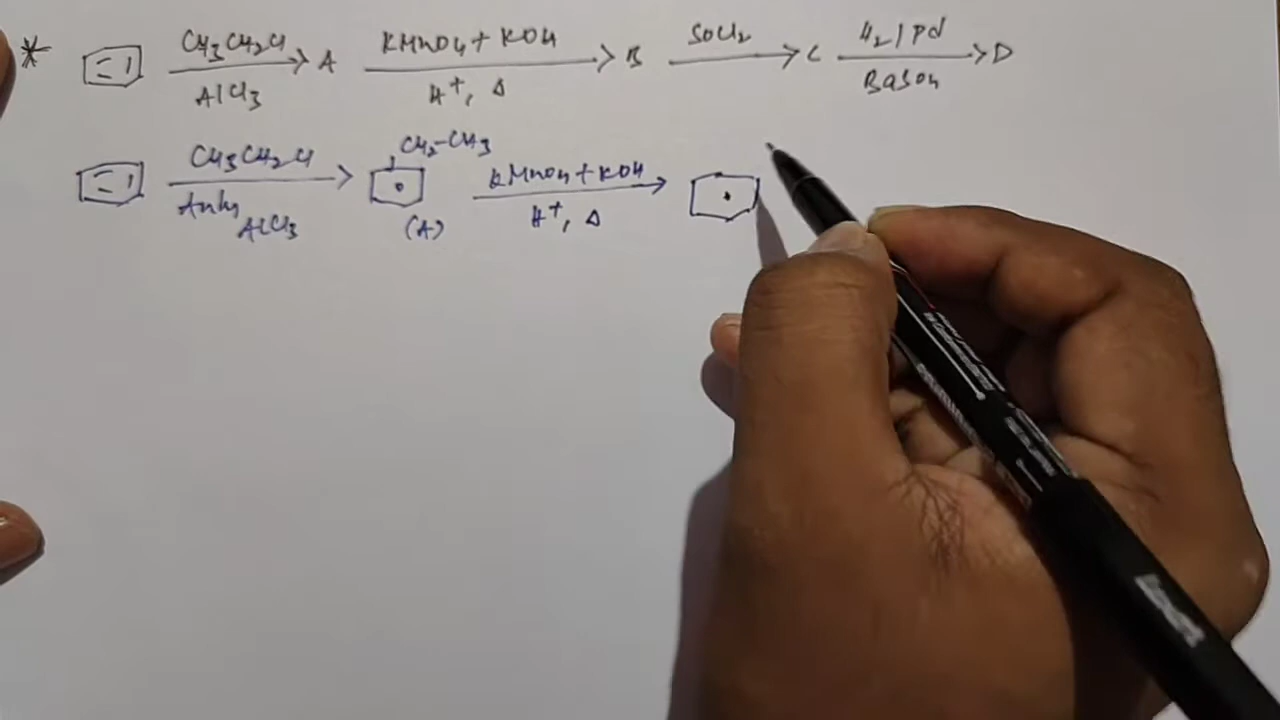 * CH3CH2Cl AlCl3 → A KMnO4 + KOH H+, Δ → B SOCl2 → C H2/Pd BaSO4 → D
CH3CH2Cl Anhy AlCl3 → CH2-CH3 (A) KMnO4 + KOH H+, Δ →